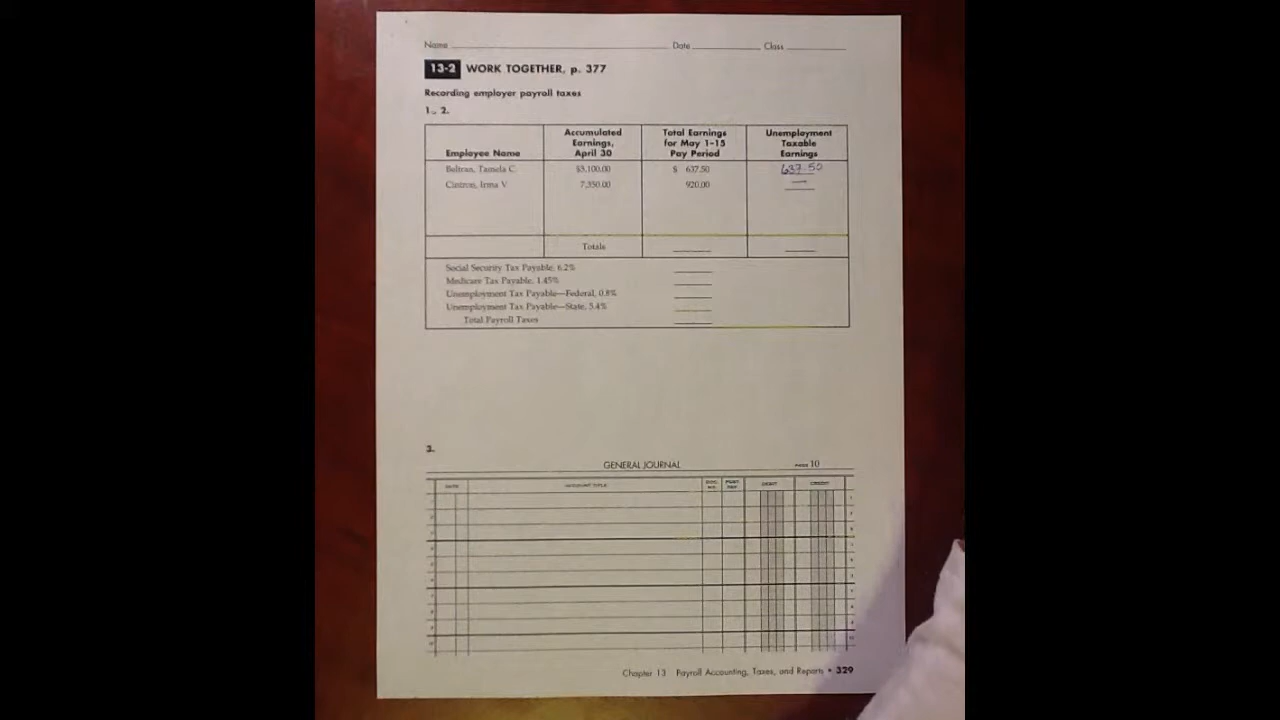 Name Date Class
13-2 WORK TOGETHER, p. 377
Recording employer payroll taxes
1., 2.
Employee Name Accumulated Earnings, April 30 Total Earnings for May 1–15 Pay Period Unemployment Taxable Earnings
Beltran, Tamela C. $5,100.00 $ 637.50 637.50
Cintron, Irma V. 7,350.00 920.00 —
Totals
Social Security Tax Payable, 6.2%
Medicare Tax Payable, 1.45%
Unemployment Tax Payable—Federal, 0.8%
Unemployment Tax Payable—State, 5.4%
Total Payroll Taxes
3.
GENERAL JOURNAL PAGE 10
DATE ACCOUNT TITLE DOC. NO. POST. REF. DEBIT CREDIT
Chapter 13 Payroll Accounting, Taxes, and Reports • 329